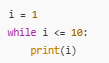 i = 1
while i <= 10:
    print(i)